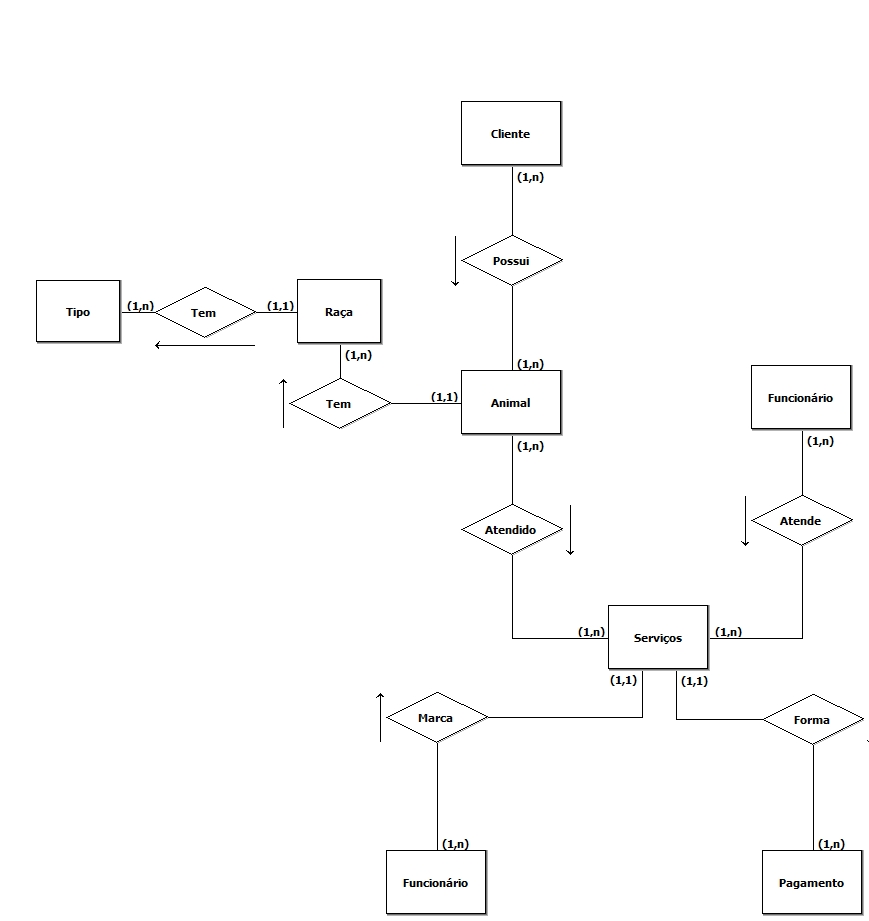 Cliente
(1,n)
Possui
(1,n)
Tipo
(1,n)
Tem
(1,1)
Raça
(1,n)
Tem
(1,1)
Animal
(1,n)
Funcionário
(1,n)
Atendido
Atende
(1,n)
Serviços
(1,n)
(1,1)
(1,1)
Marca
Forma
(1,n)
(1,n)
Funcionário
Pagamento